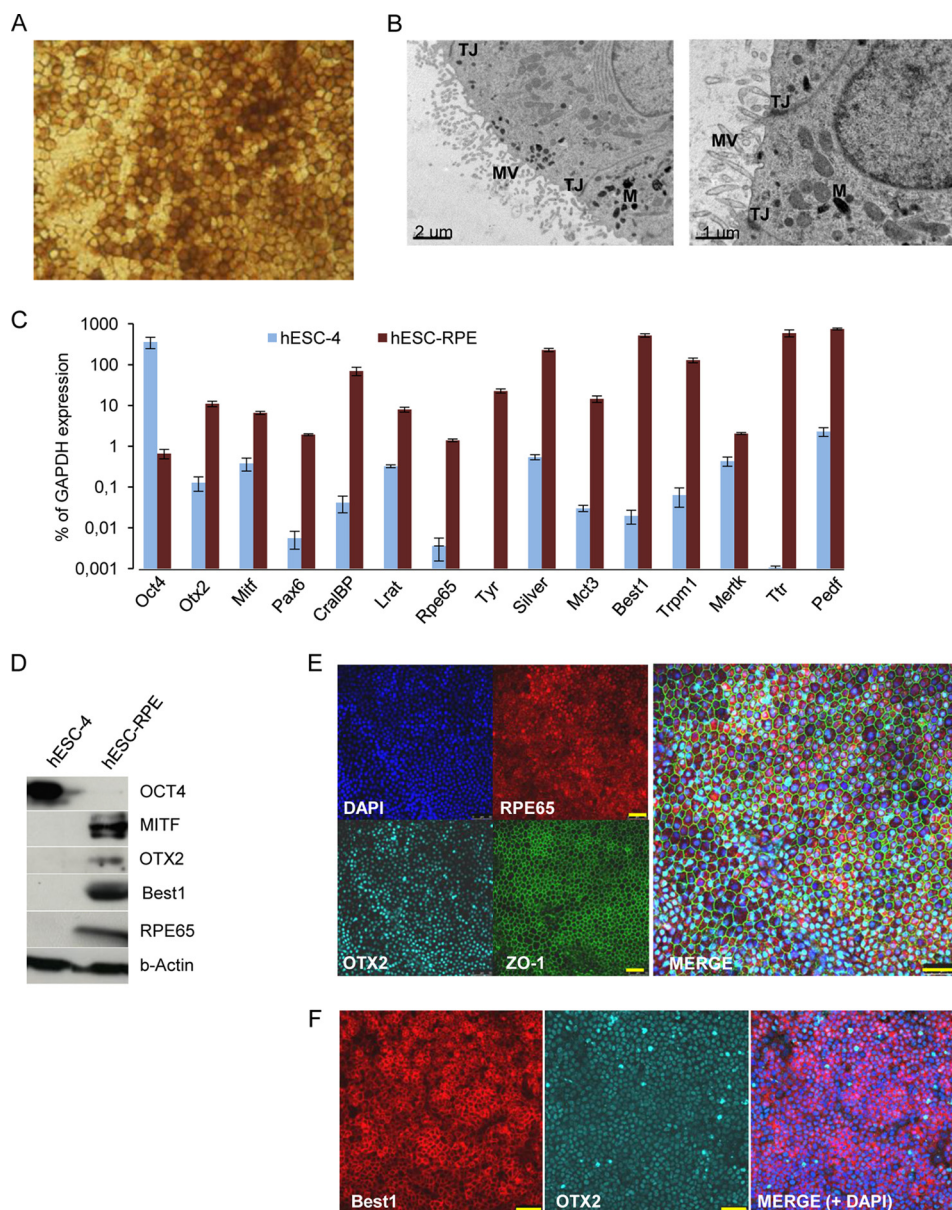 A
B
TJ
MV
TJ
M
2 um
TJ
MV
M
TJ
1 um
C
% of GAPDH expression
1000
100
10
1
0,1
0,01
0,001
hESC-4
hESC-RPE
Oct4
Otx2
Mitf
Pax6
CralBP
Lrat
Rpe65
Tyr
Silver
Mct3
Best1
Trpm1
Mertk
Ttr
Pedf
D
hESC-4
hESC-RPE
OCT4
MITF
OTX2
Best1
RPE65
b-Actin
E
DAPI
RPE65
OTX2
ZO-1
MERGE
F
Best1
OTX2
MERGE (+ DAPI)